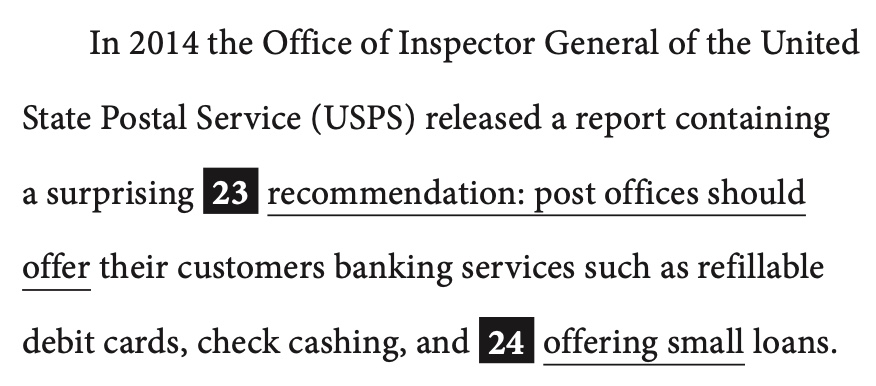 In 2014 the Office of Inspector General of the United
State Postal Service (USPS) released a report containing
a surprising 23 recommendation: post offices should
offer their customers banking services such as refillable
debit cards, check cashing, and 24 offering small loans.